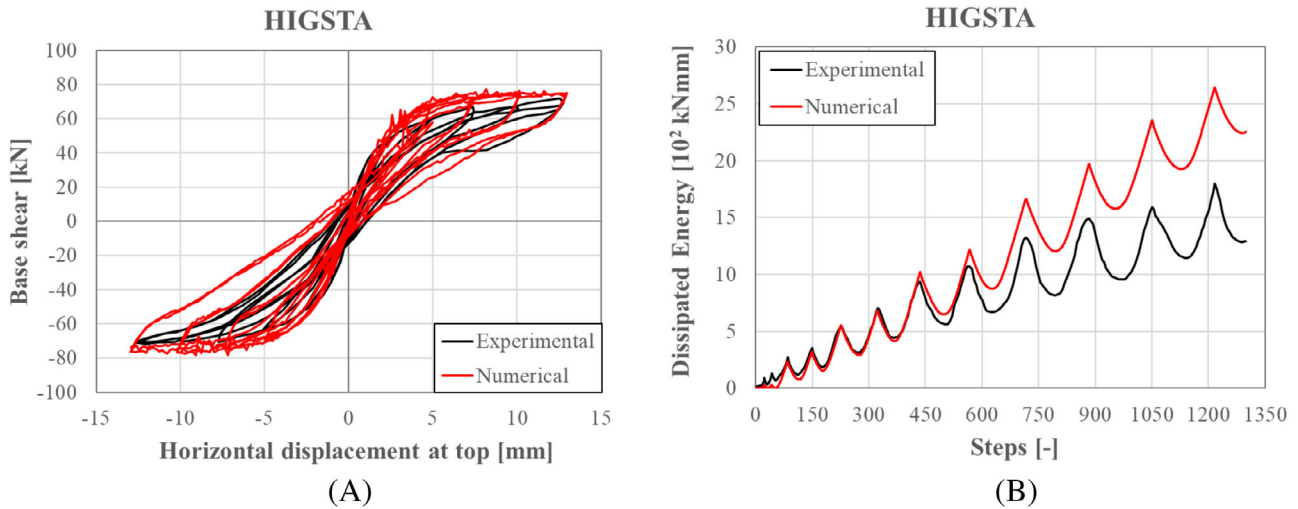 HIGSTA
Base shear [kN]
100
80
60
40
20
0
-20
-40
-60
-80
-100
-15
-10
-5
0
5
10
15
Experimental
Numerical
Horizontal displacement at top [mm]
(A)
HIGSTA
Dissipated Energy [10² kNmm]
30
25
20
15
10
5
0
Experimental
Numerical
0
150
300
450
600
750
900
1050
1200
1350
Steps [-]
(B)